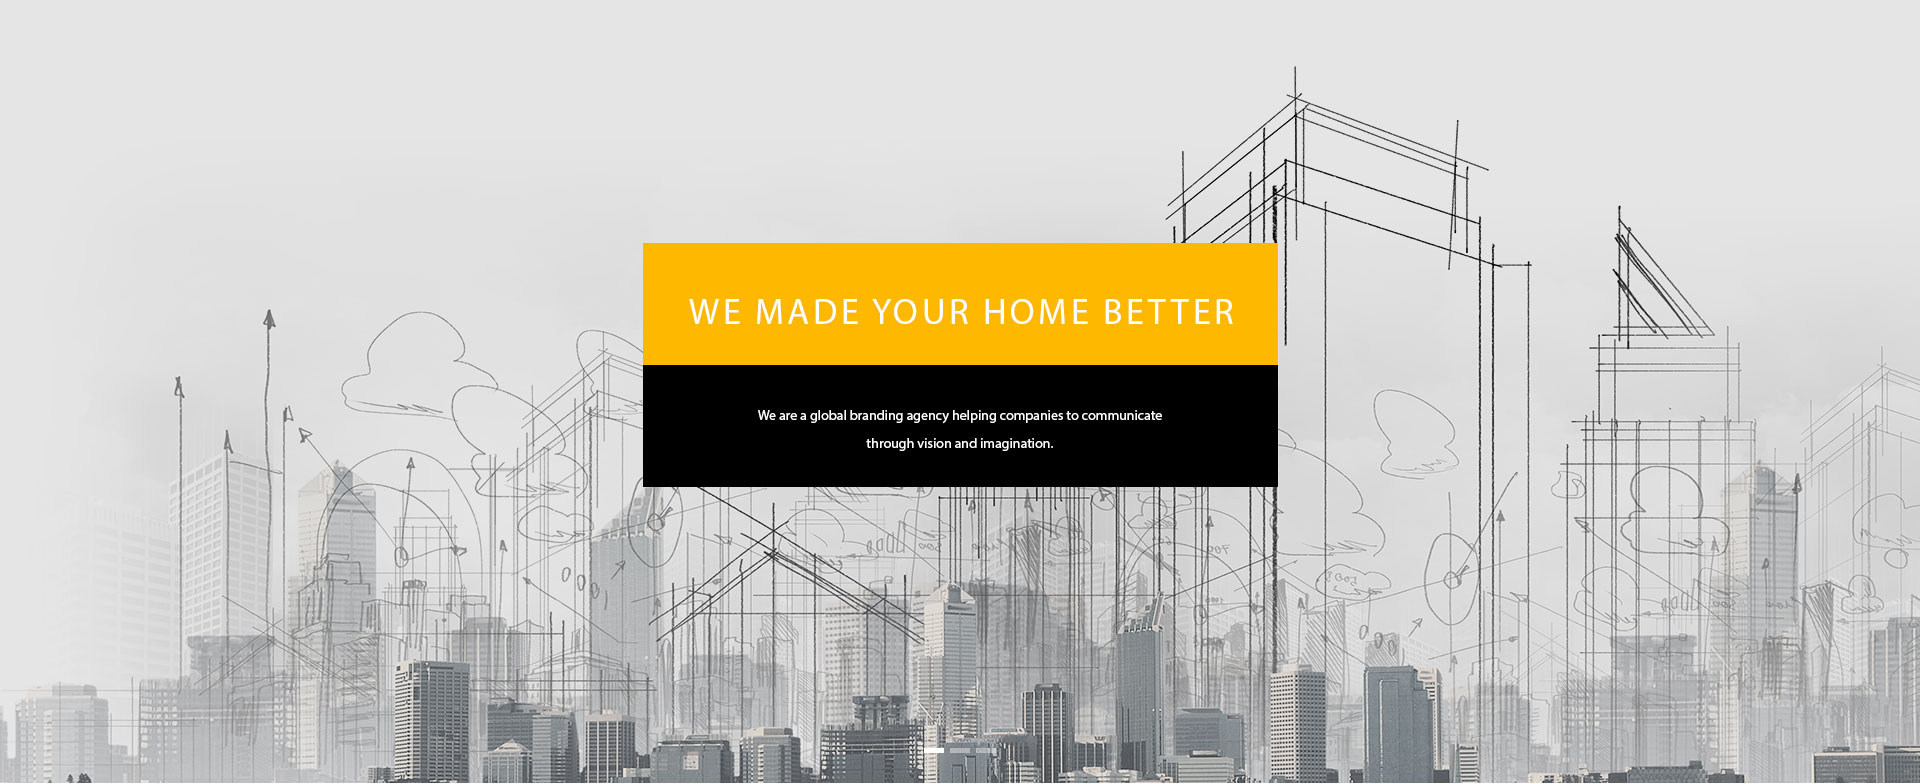 WE MADE YOUR HOME BETTER
We are a global branding agency helping companies to communicate
through vision and imagination.